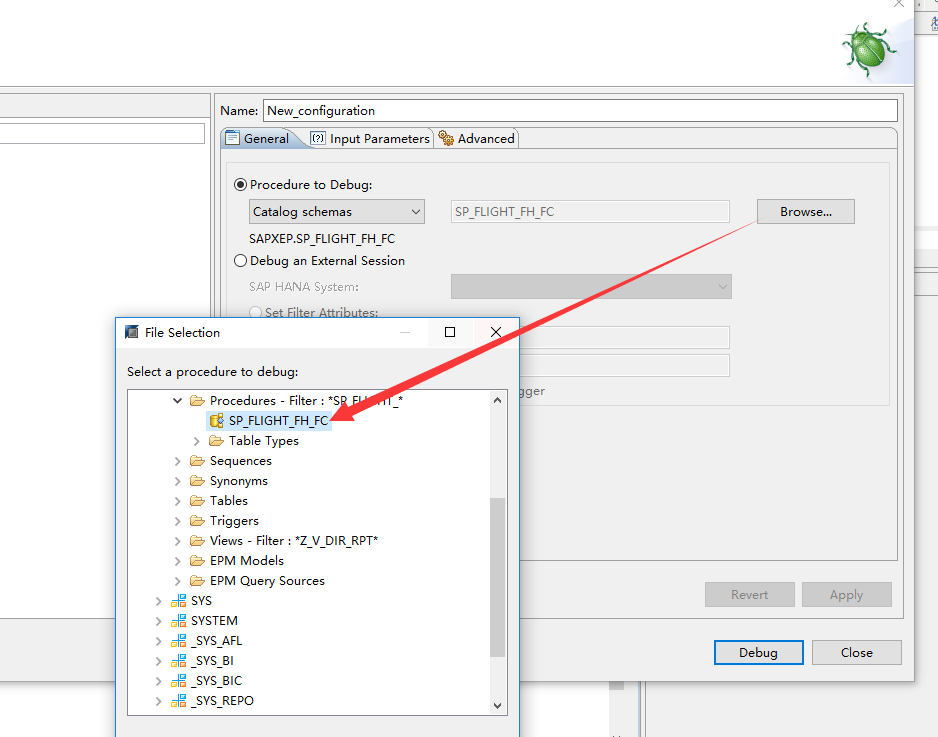 Name: New_configuration
General Input Parameters Advanced
Procedure to Debug:
Catalog schemas SP_FLIGHT_FH_FC Browse...
SAPXEP.SP_FLIGHT_FH_FC
Debug an External Session
SAP HANA System:
Set Filter Attributes:
File Selection
Select a procedure to debug:
gger
Procedures - Filter : *SP_FLIGHT_*
SP_FLIGHT_FH_FC
Table Types
Sequences
Synonyms
Tables
Triggers
Views - Filter : *Z_V_DIR_RPT*
EPM Models
EPM Query Sources
SYS
SYSTEM
_SYS_AFL
_SYS_BI
_SYS_BIC
_SYS_REPO
Revert Apply
Debug Close